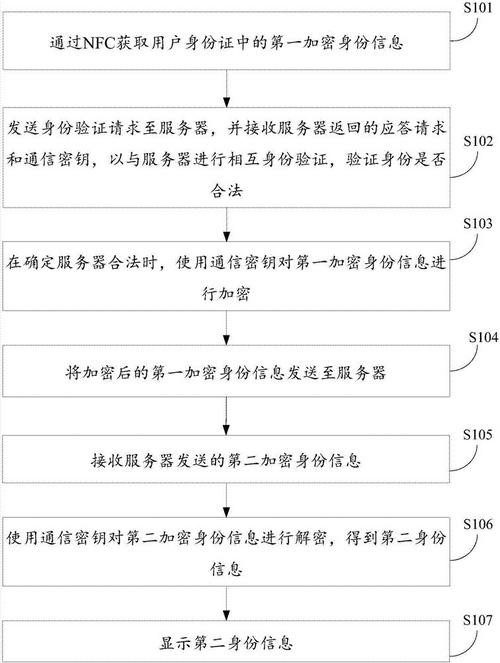 S101
通过NFC获取用户身份证中的第一加密身份信息
发送身份验证请求至服务器，并接收服务器返回的应答请求
和通信密钥，以与服务器进行相互身份验证，验证身份是否
合法
S102
S103
在确定服务器合法时，使用通信密钥对第一加密身份信息进
行加密
S104
将加密后的第一加密身份信息发送至服务器
S105
接收服务器发送的第二加密身份信息
S106
使用通信密钥对第二加密身份信息进行解密，得到第二身份
信息
S107
显示第二身份信息